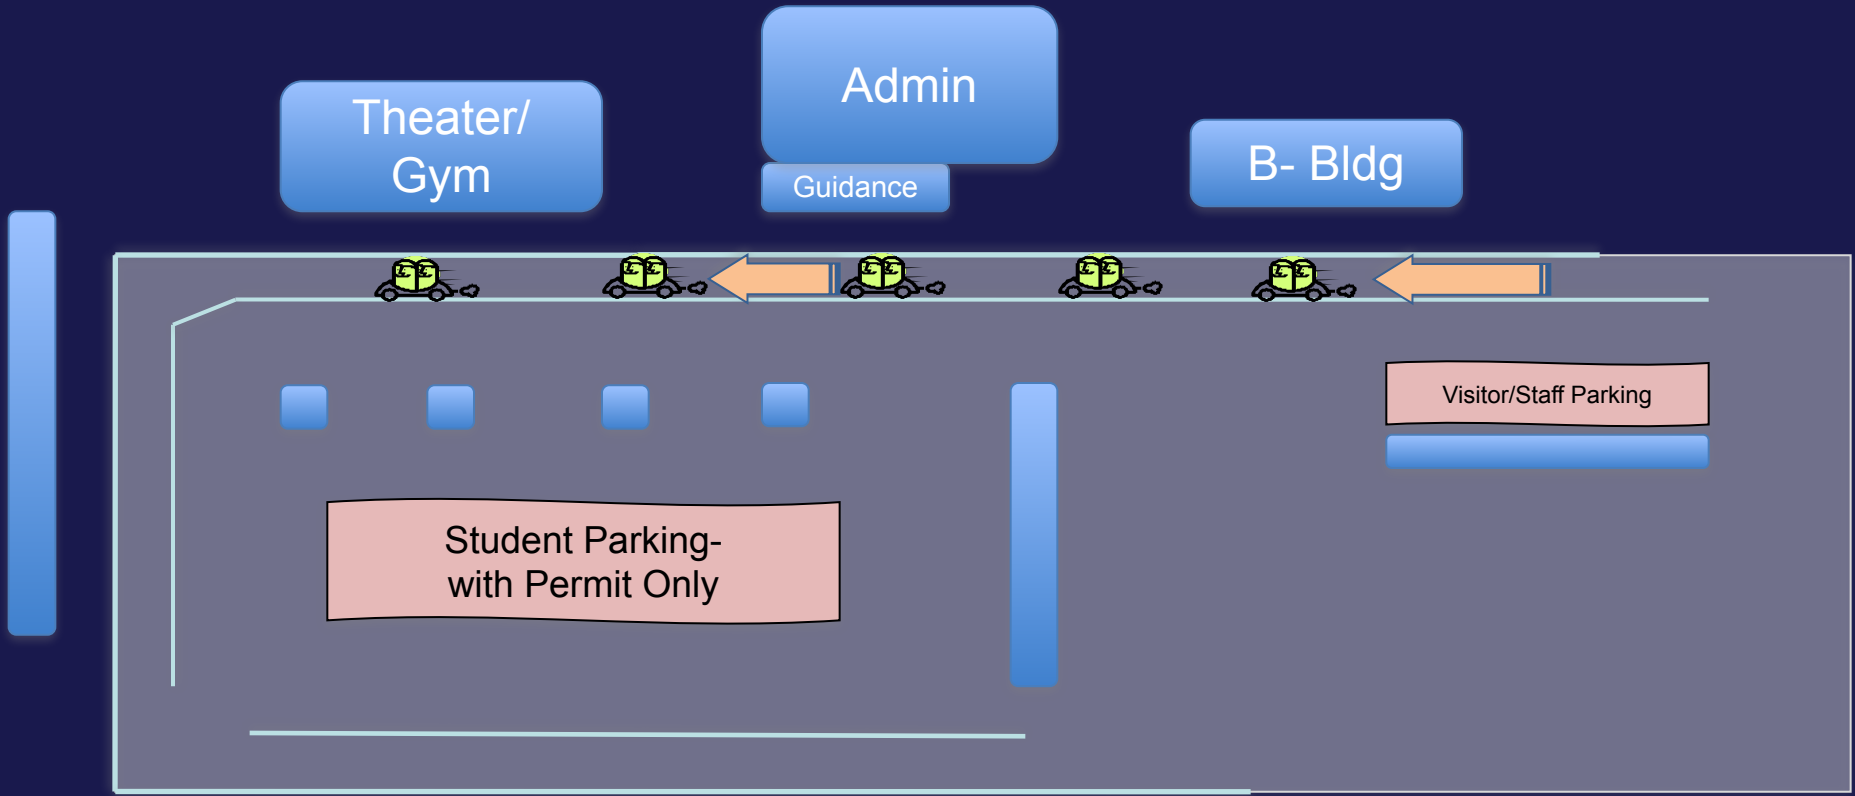 Admin
Theater/
Gym
B- Bldg
Guidance
Visitor/Staff Parking
Student Parking-
with Permit Only